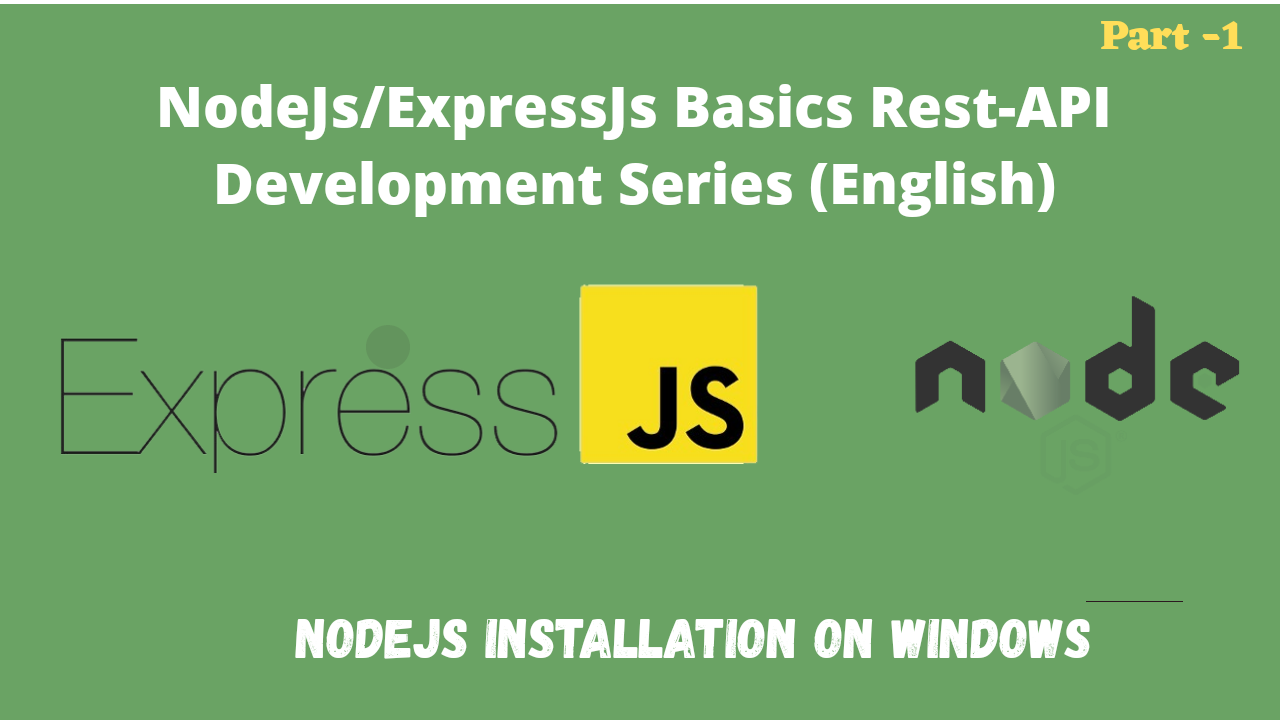 Part -1
NodeJs/ExpressJs Basics Rest-API
Development Series (English)
Express
JS
node
JS
NODEJS INSTALLATION ON WINDOWS